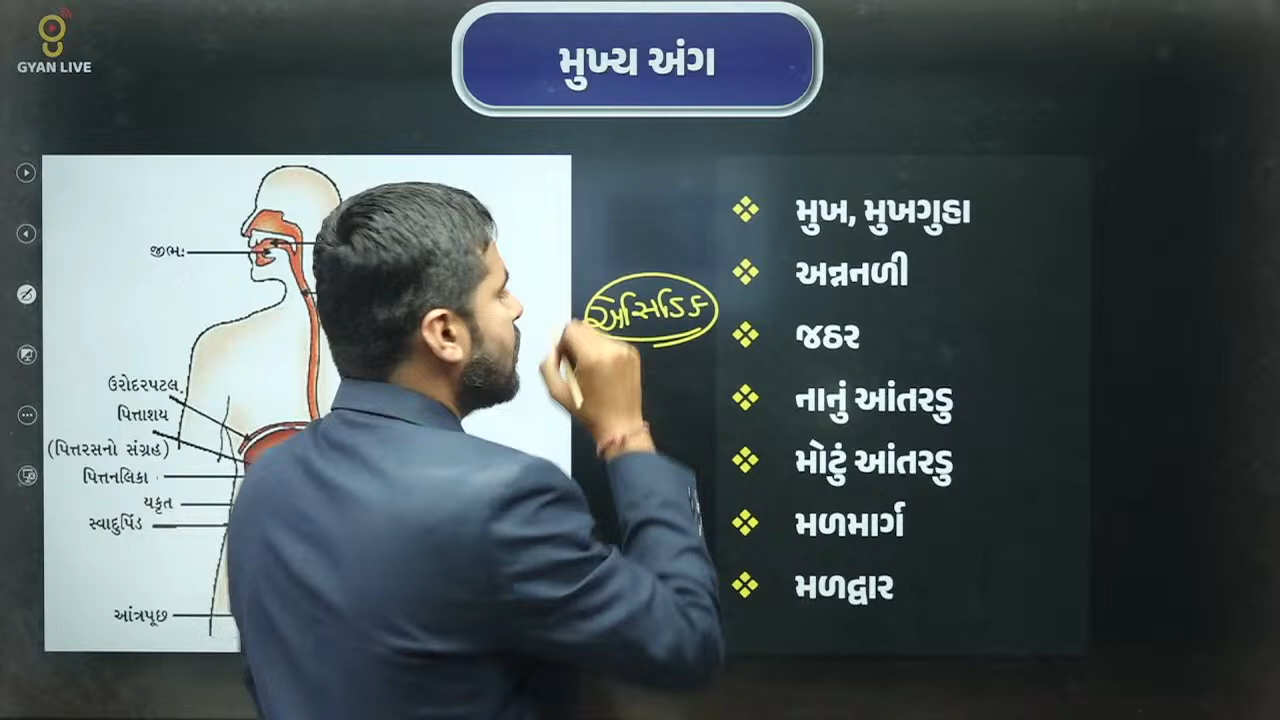 GYAN LIVE
મુખ્ય અંગ
જીભ
ઉરોદરપટલ
પિત્તાશય
(પિત્તરસનો સંગ્રહ)
પિત્તનલિકા
યકૃત
સ્વાદુપિંડ
આંત્રપૂછ
એસિડિક
મુખ, મુખગુહા
અન્નનળી
જઠર
નાનું આંતરડુ
મોટું આંતરડુ
મળમાર્ગ
મળદ્વાર